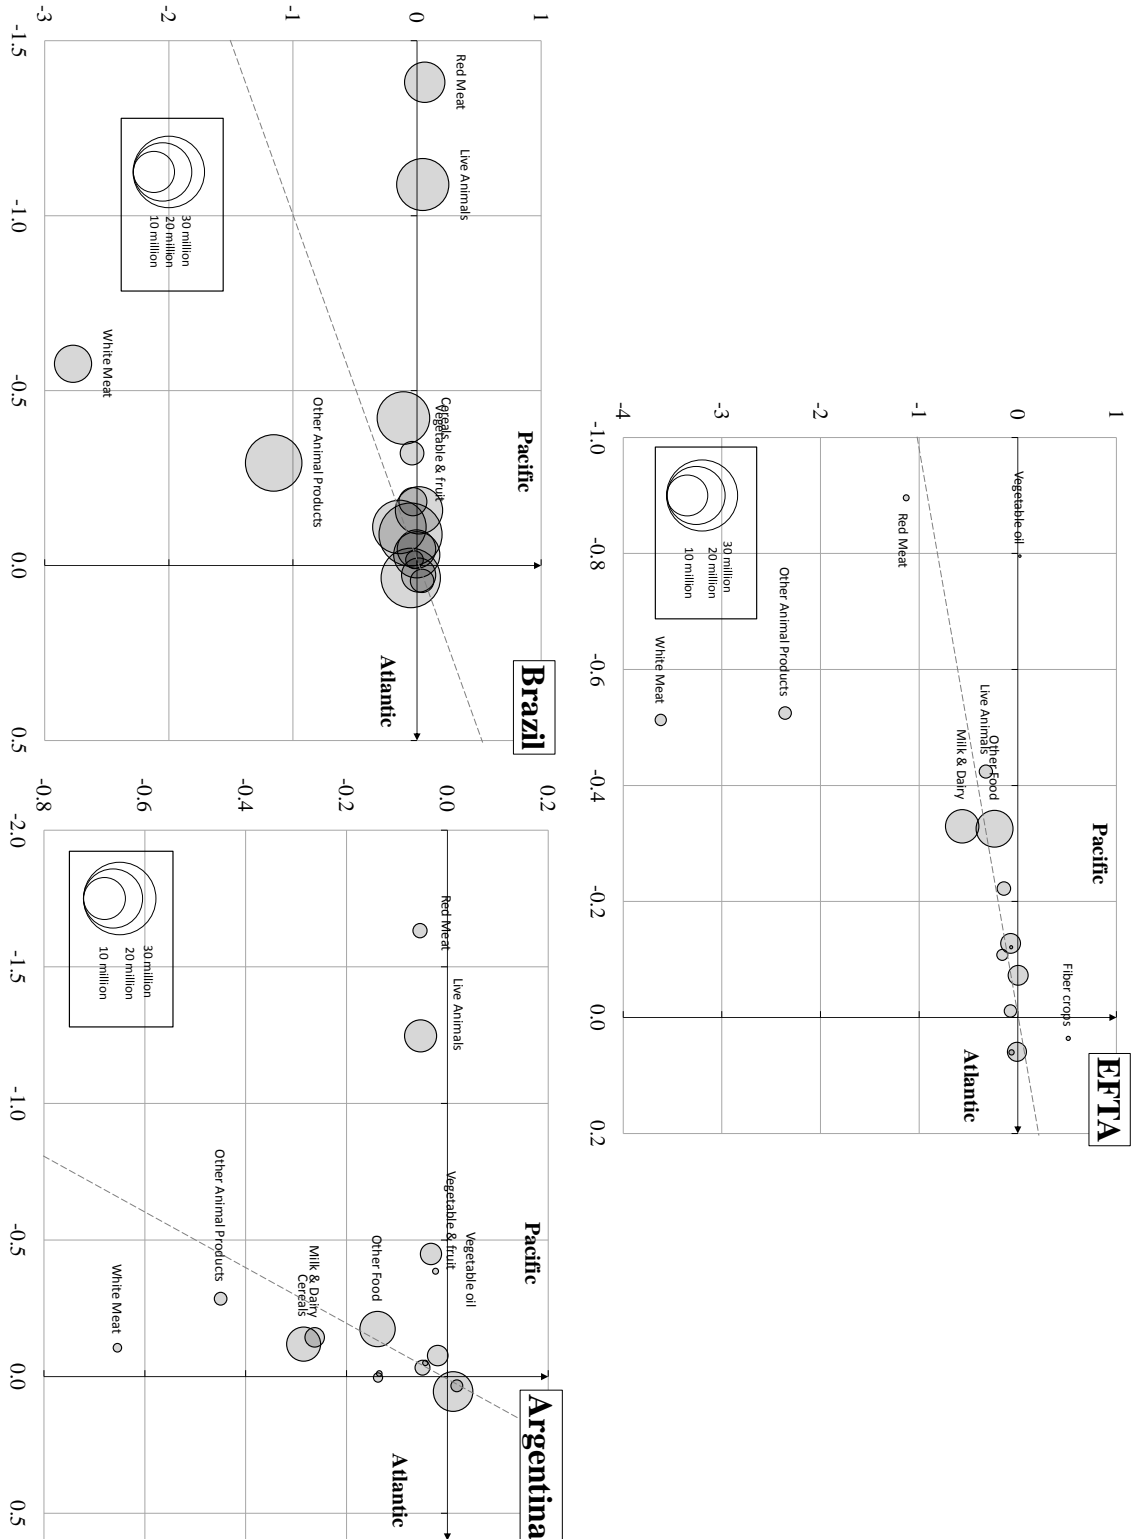 EFTA
Pacific
Fiber crops
Atlantic
Vegetable oil
Other Food
Live Animals
Milk & Dairy
Red Meat
Other Animal Products
White Meat
30 million
20 million
10 million
1
0
-1
-2
-3
-4
-1.0 -0.8 -0.6 -0.4 -0.2 0.0 0.2
Brazil
Pacific
Atlantic
Red Meat
Live Animals
Cereals
Vegetable & fruit
Other Animal Products
White Meat
30 million
20 million
10 million
1
0
-1
-2
-3
-1.5 -1.0 -0.5 0.0 0.5
Argentina
Pacific
Atlantic
Vegetable oil
Vegetable & fruit
Red Meat
Live Animals
Other Food
Milk & Dairy
Cereals
Other Animal Products
White Meat
30 million
20 million
10 million
0.2
0.0
-0.2
-0.4
-0.6
-0.8
-2.0 -1.5 -1.0 -0.5 0.0 0.5